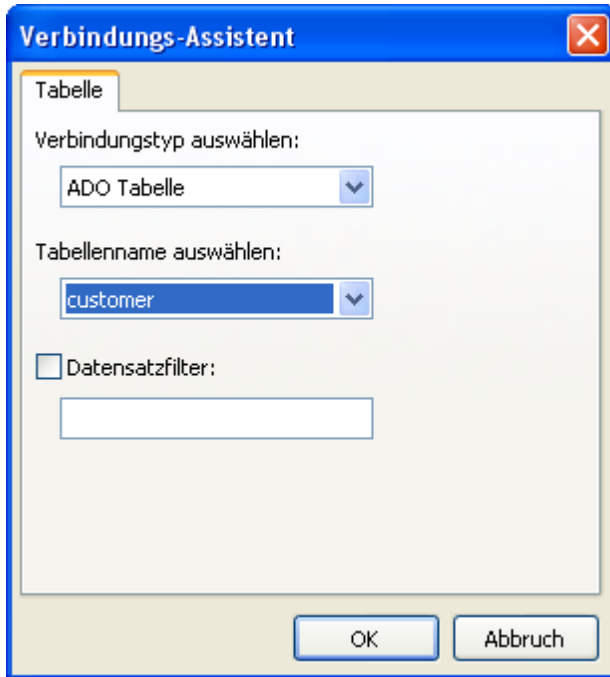 Verbindungs-Assistent
Tabelle
Verbindungstyp auswählen:
ADO Tabelle
Tabellenname auswählen:
customer
Datensatzfilter:
OK Abbruch